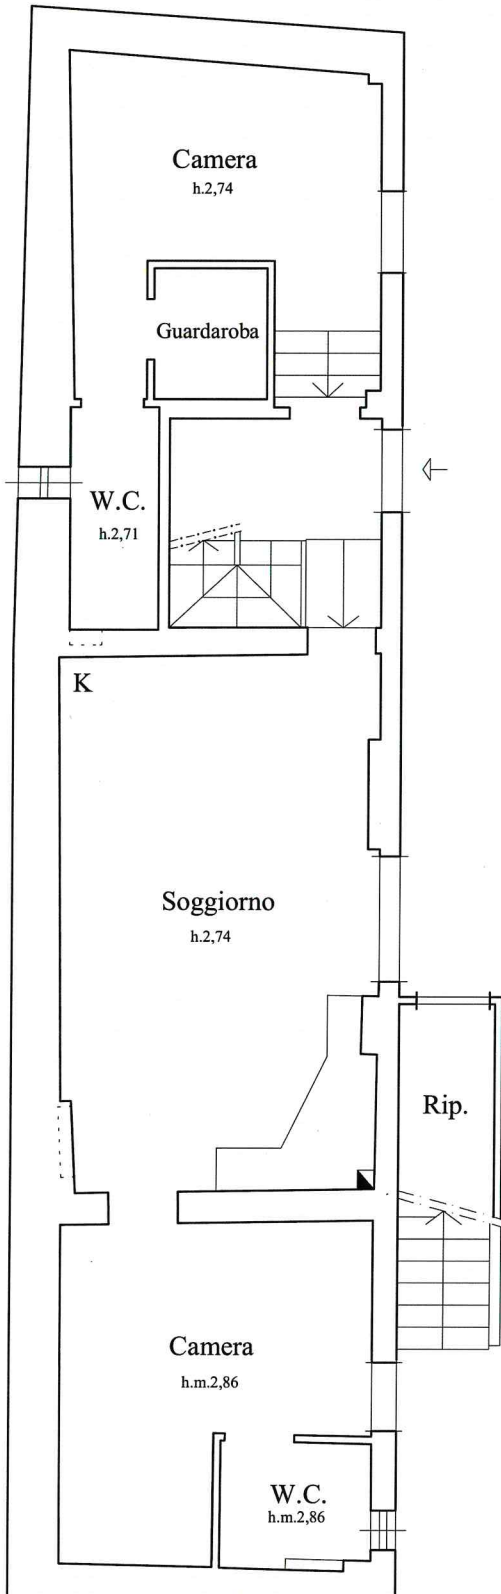 Camera
h.2,74
Guardaroba
W.C.
h.2,71
K
Soggiorno
h.2,74
Rip.
Camera
h.m.2,86
W.C.
h.m.2,86